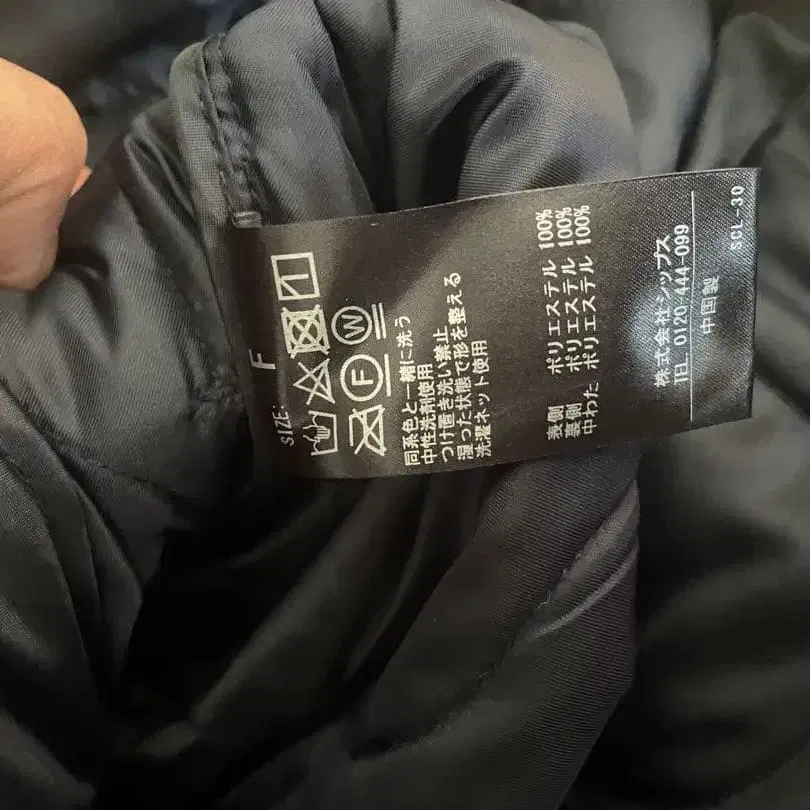 SIZE: F
F W
同系色と一緒に洗う
中性洗剤使用
つけ置き洗い禁止
湿った状態で形を整える
洗濯ネット使用
表側 ポリエステル 100%
裏側 ポリエステル 100%
中わた ポリエステル 100%
株式会社シップス
TEL. 0120-444-099
中国製
SCL-30